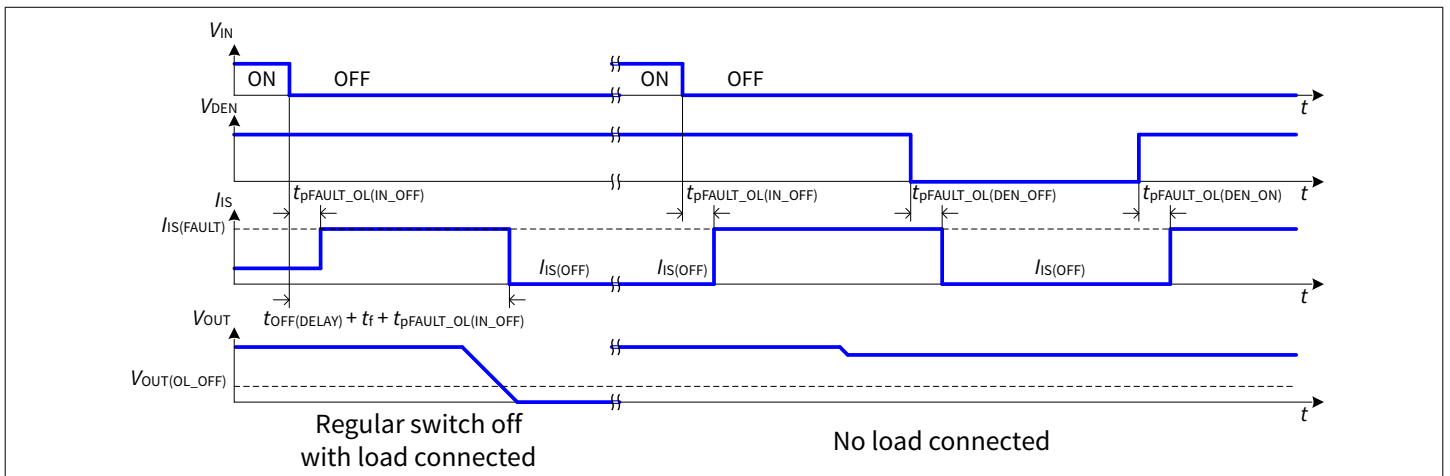 VIN
ON OFF ON OFF
t
VDEN
t
tpFAULT_OL(IN_OFF) tpFAULT_OL(IN_OFF) tpFAULT_OL(DEN_OFF) tpFAULT_OL(DEN_ON)
IIS
IIS(FAULT)
IIS(OFF) IIS(OFF) IIS(OFF)
t
tOFF(DELAY) + tf + tpFAULT_OL(IN_OFF)
VOUT
VOUT(OL_OFF)
t
Regular switch off
with load connected
No load connected